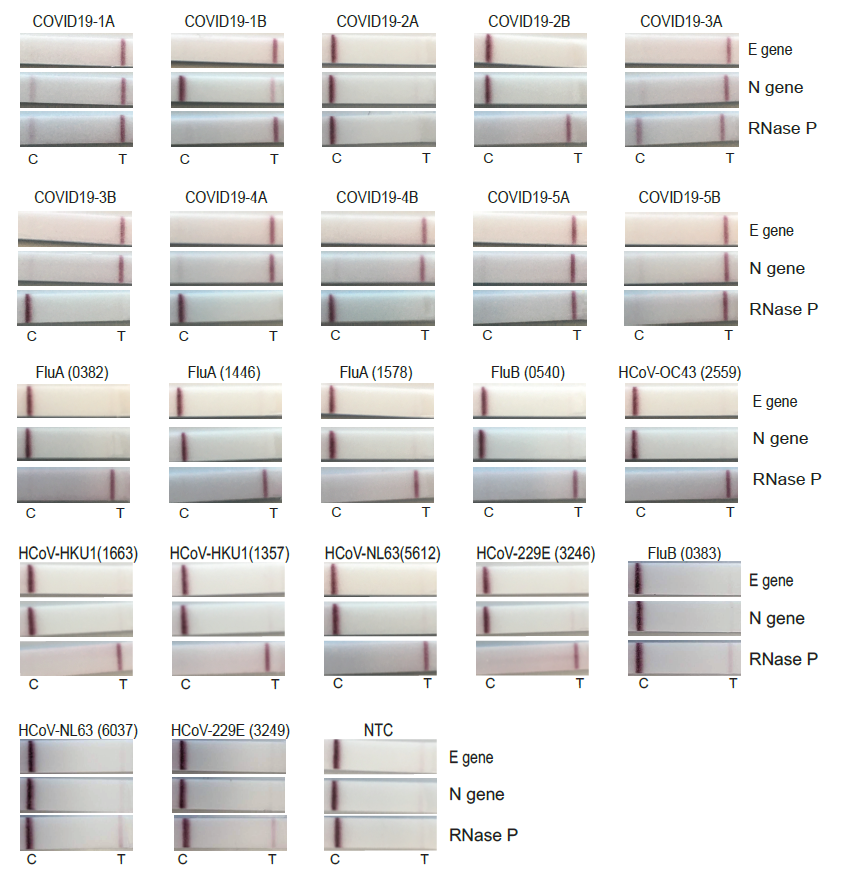 COVID19-1A COVID19-1B COVID19-2A COVID19-2B COVID19-3A
E gene
N gene
RNase P
C T C T C T C T C T
COVID19-3B COVID19-4A COVID19-4B COVID19-5A COVID19-5B
E gene
N gene
RNase P
C T C T C T C T C T
FluA (0382) FluA (1446) FluA (1578) FluB (0540) HCoV-OC43 (2559)
E gene
N gene
RNase P
C T C T C T C T C T
HCoV-HKU1(1663) HCoV-HKU1(1357) HCoV-NL63(5612) HCoV-229E (3246) FluB (0383)
E gene
N gene
RNase P
C T C T C T C T C T
HCoV-NL63 (6037) HCoV-229E (3249) NTC
E gene
N gene
RNase P
C T C T C T